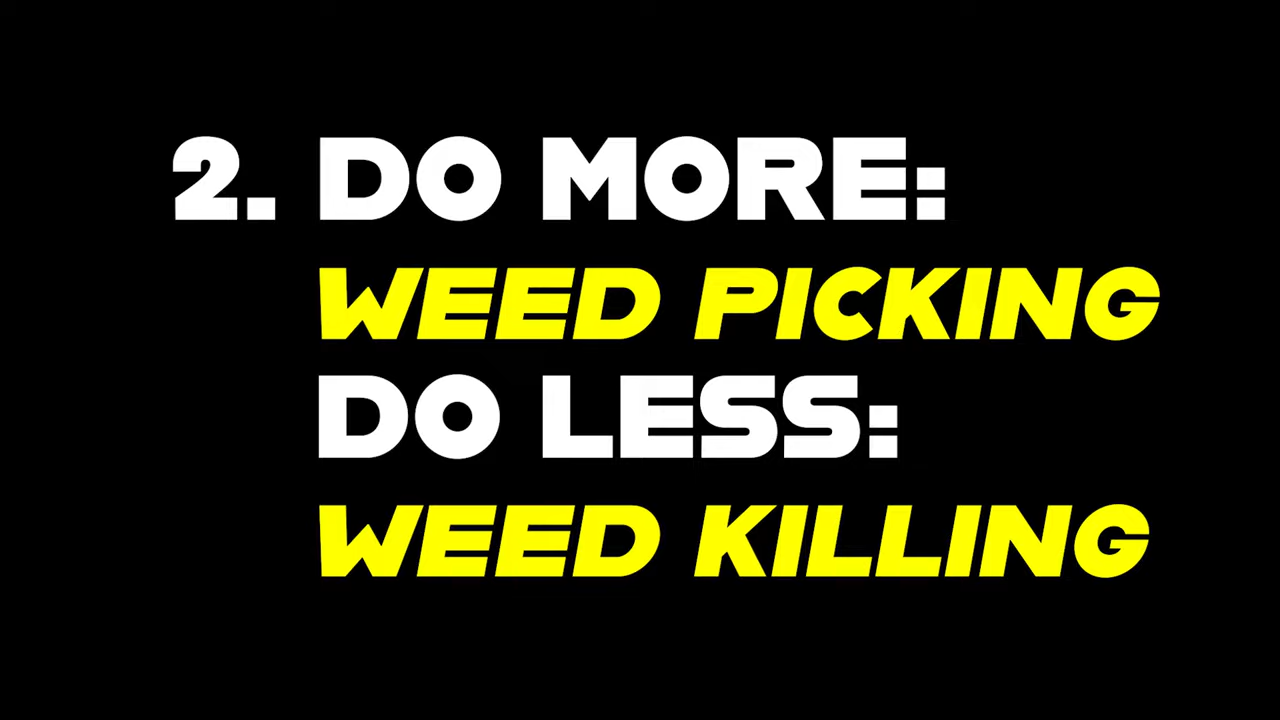 2. DO MORE:
WEED PICKING
DO LESS:
WEED KILLING